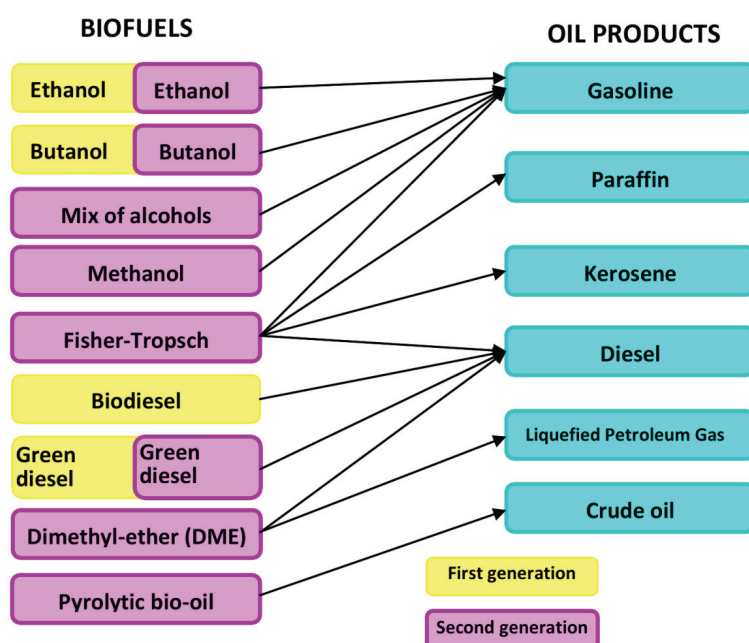 BIOFUELS
OIL PRODUCTS
Ethanol
Ethanol
Gasoline
Butanol
Butanol
Paraffin
Mix of alcohols
Methanol
Kerosene
Fisher-Tropsch
Diesel
Biodiesel
Green
diesel
Green
diesel
Liquefied Petroleum Gas
Dimethyl-ether (DME)
Crude oil
Pyrolytic bio-oil
First generation
Second generation